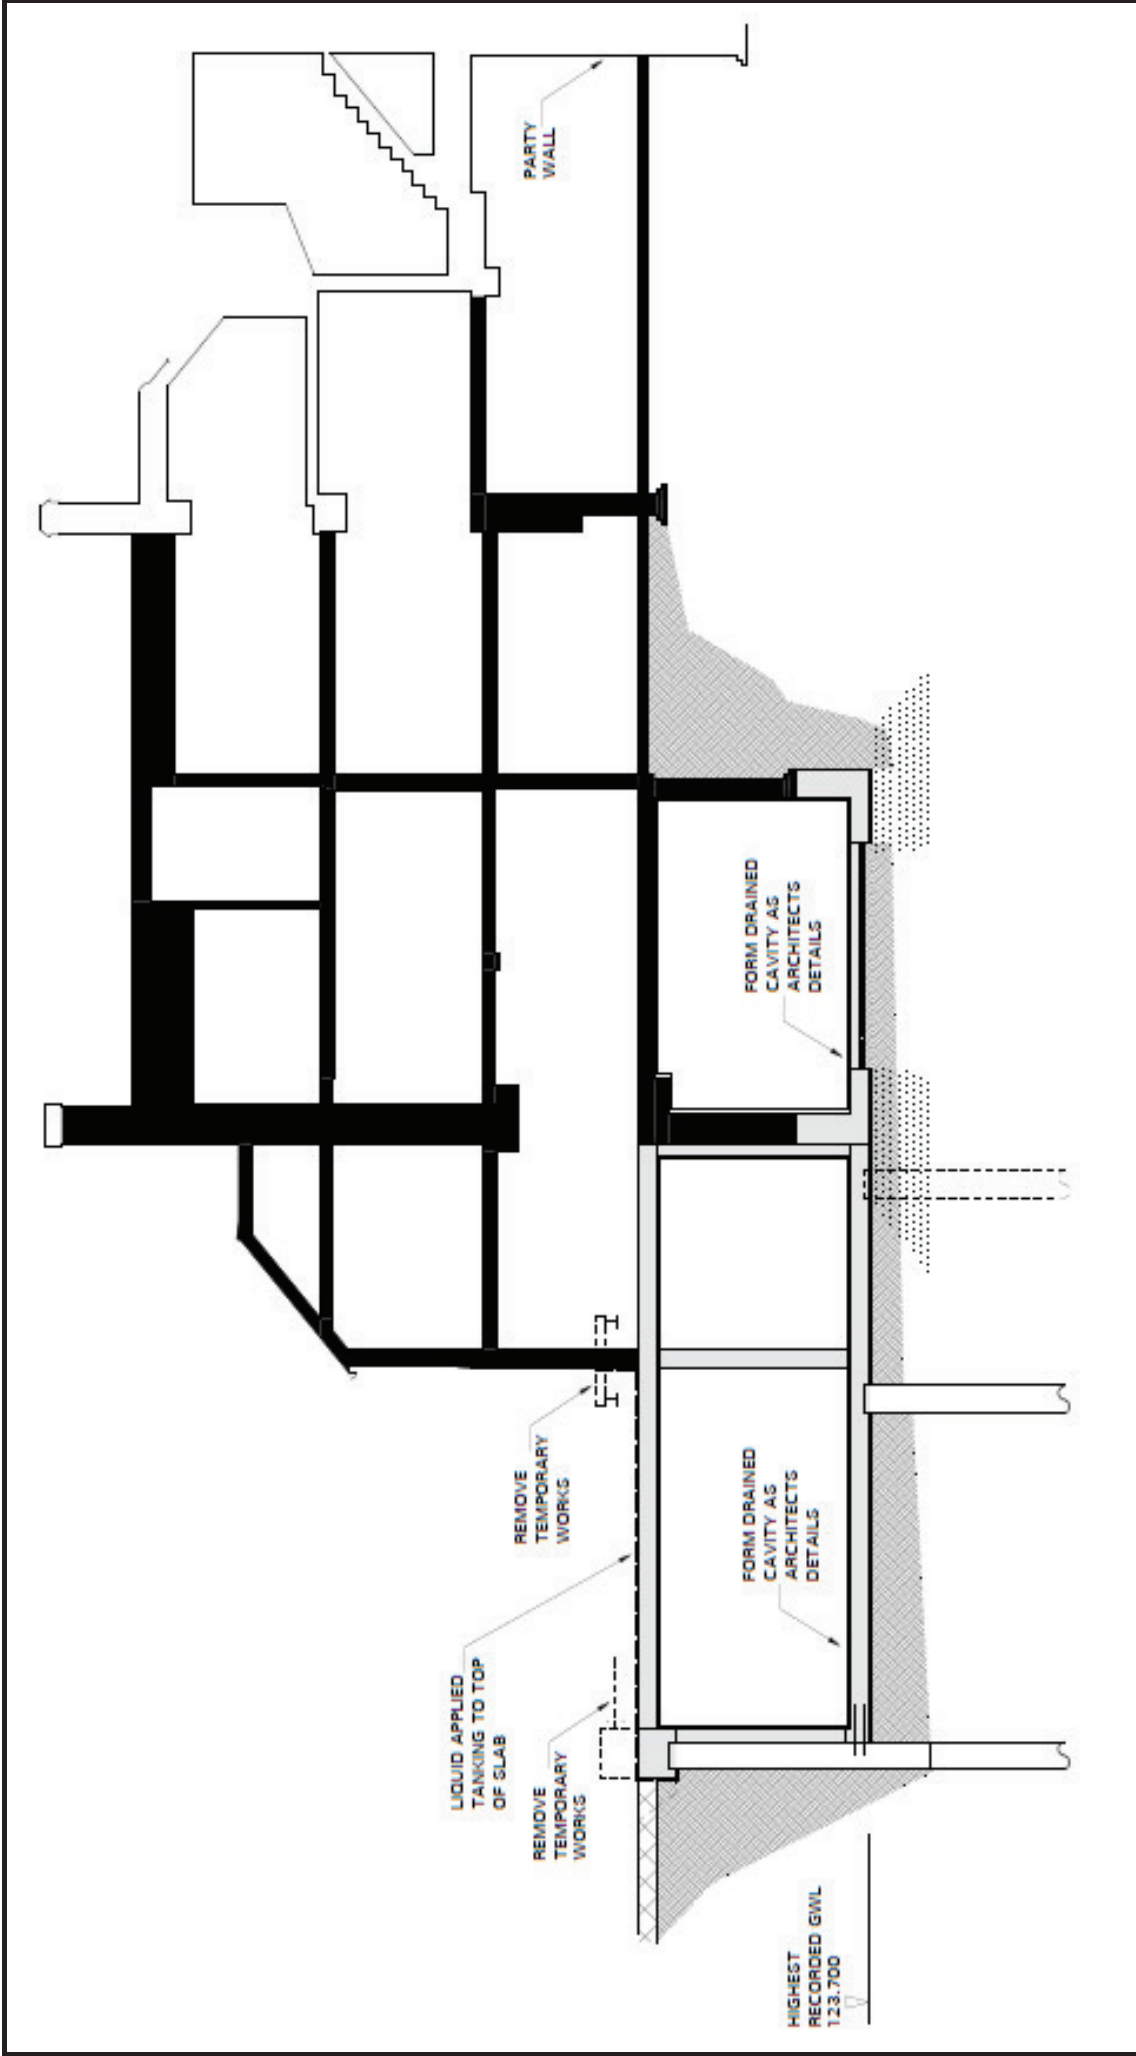 HIGHEST
RECORDED GWL
123.700
REMOVE
TEMPORARY
WORKS
LIQUID APPLIED
TANKING TO TOP
OF SLAB
REMOVE
TEMPORARY
WORKS
FORM DRAINED
CAVITY AS
ARCHITECTS
DETAILS
FORM DRAINED
CAVITY AS
ARCHITECTS
DETAILS
PARTY
WALL